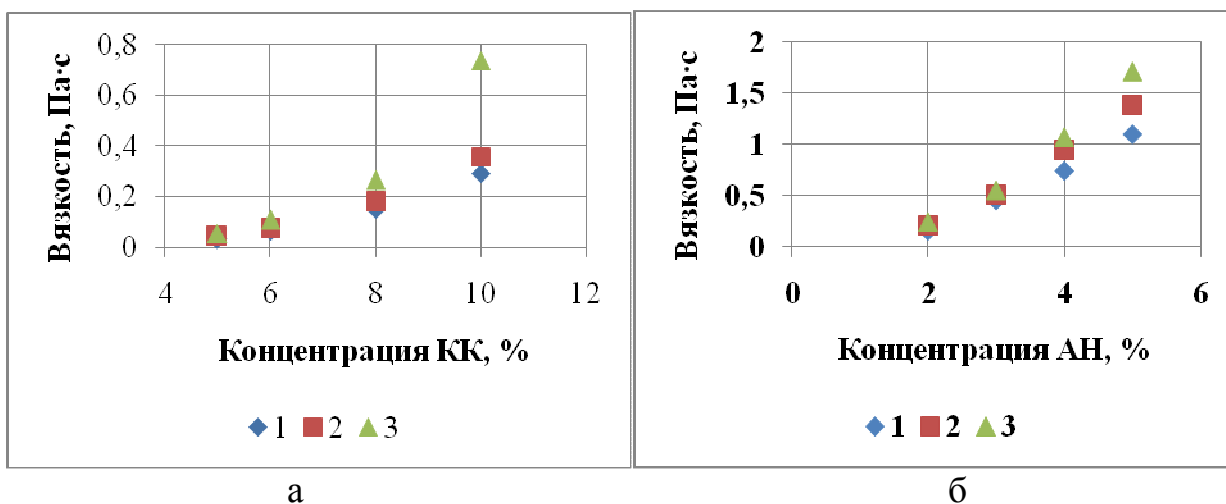 Вязкость, Па·с
0,8
0,6
0,4
0,2
0
4 6 8 10 12
Концентрация КК, %
1 2 3
а
Вязкость, Па·с
2
1,5
1
0,5
0
0 2 4 6
Концентрация АН, %
1 2 3
б